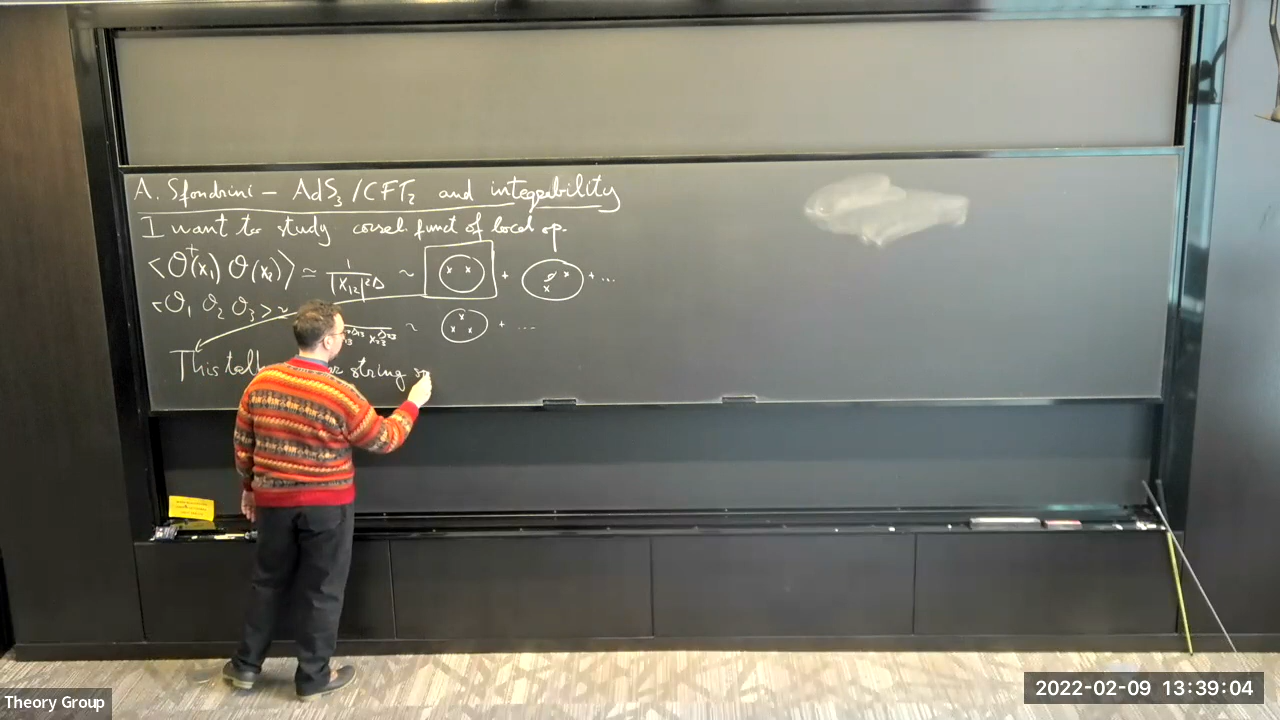 A. Sfondrini – AdS₃/CFT₂ and integrability
I want to study correl. funct of local op.
⟨O†(x₁) O(x₂)⟩ ≃ 1/|x₁₂|^2Δ ~ + + ...
⟨O₁ O₂ O₃⟩ ~ ~ + ...
This string
Theory Group
2022-02-09 13:39:04